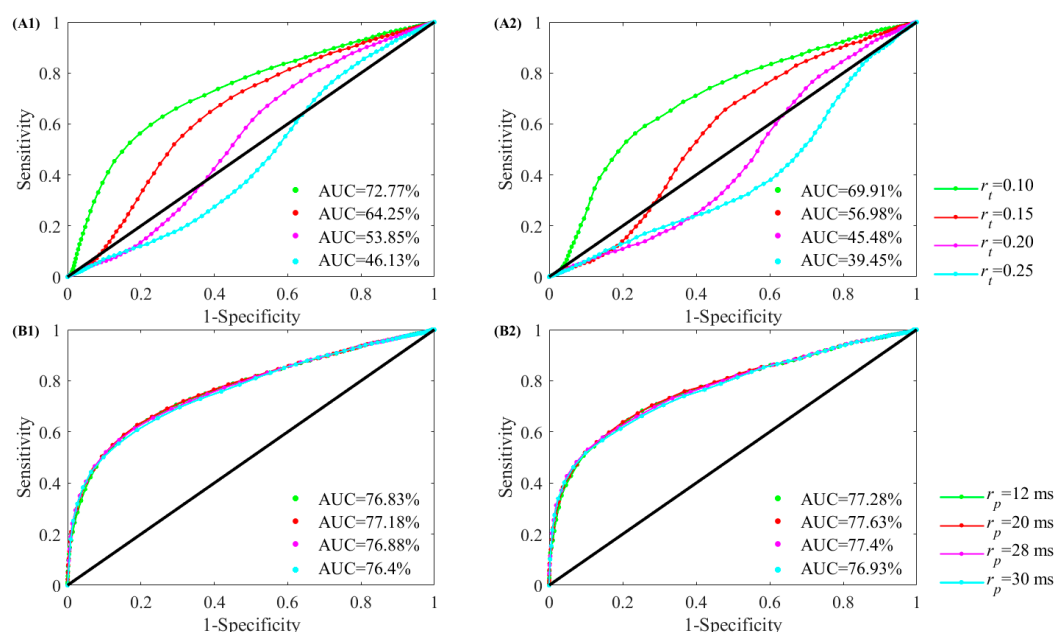 (A1)
1
0.8
0.6
0.4
0.2
0
Sensitivity
AUC=72.77%
AUC=64.25%
AUC=53.85%
AUC=46.13%
0 0.2 0.4 0.6 0.8 1
1-Specificity
(A2)
1
0.8
0.6
0.4
0.2
0
Sensitivity
AUC=69.91%
AUC=56.98%
AUC=45.48%
AUC=39.45%
0 0.2 0.4 0.6 0.8 1
1-Specificity
r_t=0.10
r_t=0.15
r_t=0.20
r_t=0.25
(B1)
1
0.8
0.6
0.4
0.2
0
Sensitivity
AUC=76.83%
AUC=77.18%
AUC=76.88%
AUC=76.4%
0 0.2 0.4 0.6 0.8 1
1-Specificity
(B2)
1
0.8
0.6
0.4
0.2
0
Sensitivity
AUC=77.28%
AUC=77.63%
AUC=77.4%
AUC=76.93%
0 0.2 0.4 0.6 0.8 1
1-Specificity
r_p=12 ms
r_p=20 ms
r_p=28 ms
r_p=30 ms